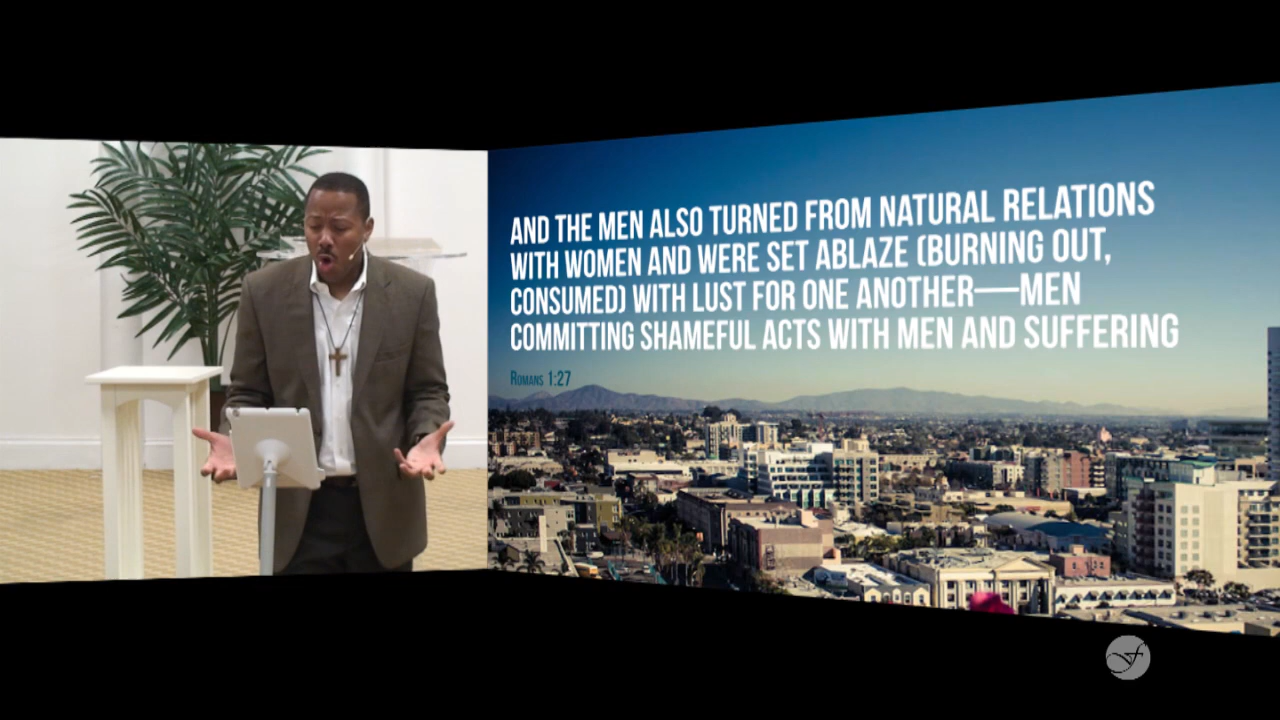 AND THE MEN ALSO TURNED FROM NATURAL RELATIONS
WITH WOMEN AND WERE SET ABLAZE (BURNING OUT,
CONSUMED) WITH LUST FOR ONE ANOTHER—MEN
COMMITTING SHAMEFUL ACTS WITH MEN AND SUFFERING
ROMANS 1:27